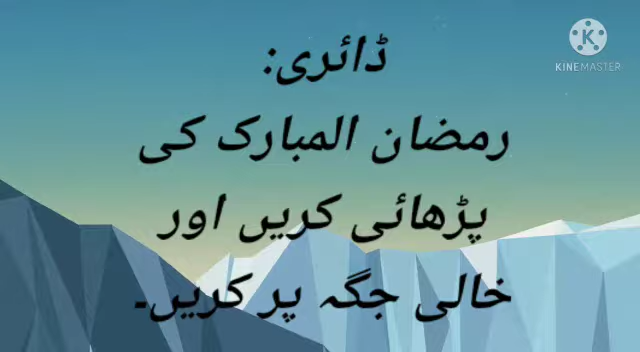 KINEMASTER
ڈائری:
رمضان المبارک کی
پڑھائی کریں اور
خالی جگہ پر کریں۔